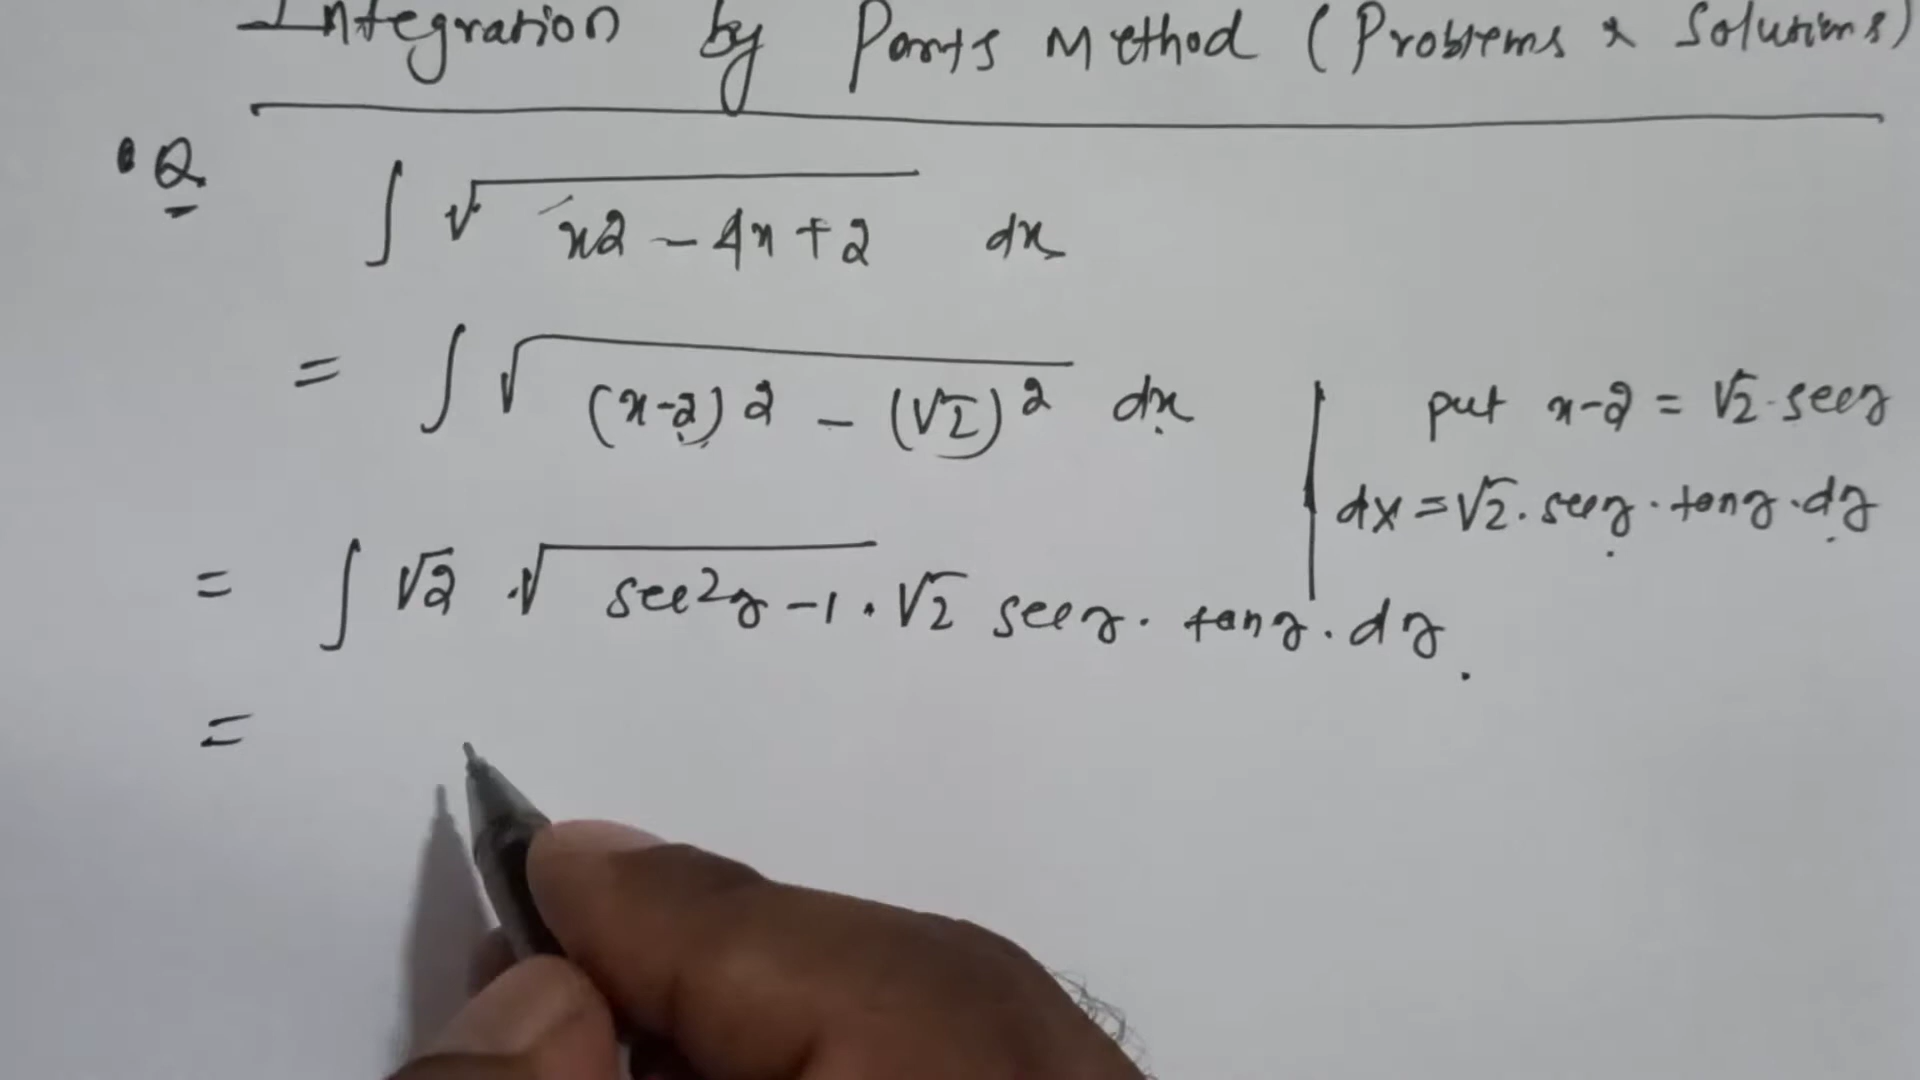 Integration by Parts Method (Problems & Solutions)
Q
∫ √(x2 - 4x + 2) dx
= ∫ √((x-2)2 - (√2)2) dx
put x-2 = √2·secz
dx = √2·secz·tanz·dz
= ∫ √2 ·√(sec2z - 1)·√2 secz·tanz·dz.
=